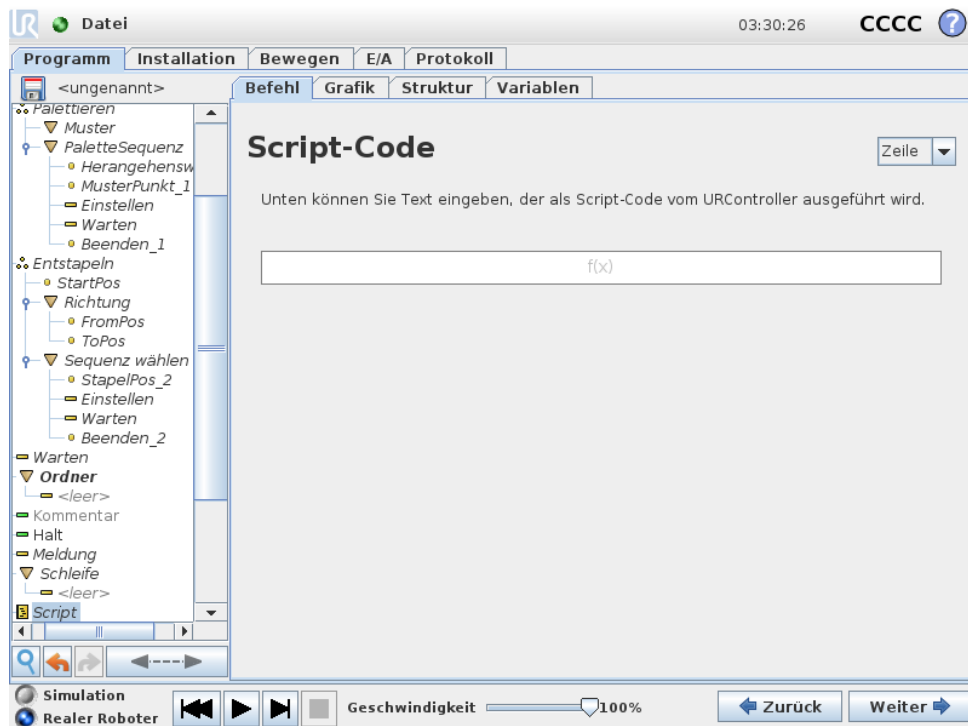 UR Datei 03:30:26 CCCC ?
Programm Installation Bewegen E/A Protokoll
<ungenannt>
Befehl Grafik Struktur Variablen
Palettieren
Muster
PaletteSequenz
Herangehensw
MusterPunkt_1
Einstellen
Warten
Beenden_1
Entstapeln
StartPos
Richtung
FromPos
ToPos
Sequenz wählen
StapelPos_2
Einstellen
Warten
Beenden_2
Warten
Ordner
<leer>
Kommentar
Halt
Meldung
Schleife
<leer>
Script
Script-Code
Zeile
Unten können Sie Text eingeben, der als Script-Code vom URController ausgeführt wird.
f(x)
Simulation
Realer Roboter
Geschwindigkeit 100%
Zurück Weiter